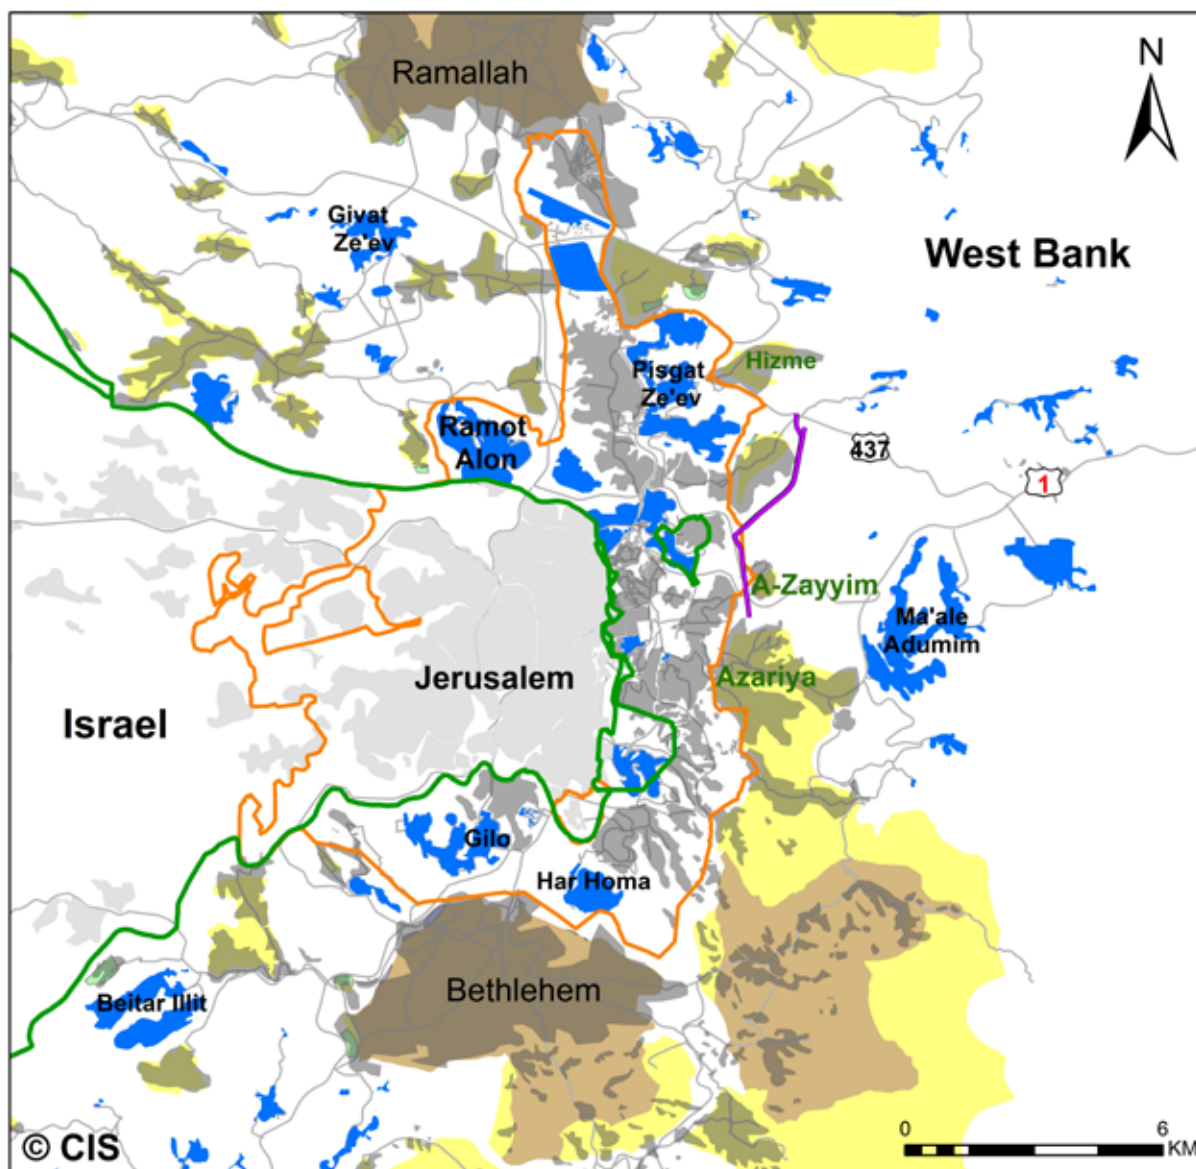 Ramallah
N
Givat
Ze'ev
West Bank
Pisgat
Ze'ev
Hizme
Ramot
Alon
437
1
A-Zayyim
Ma'ale
Adumim
Jerusalem
Azariya
Israel
Gilo
Har Homa
Bethlehem
Beitar Illit
0
6
KM
© CIS